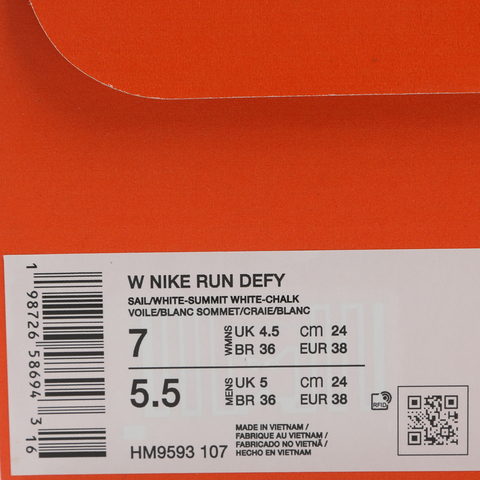 W NIKE RUN DEFY
SAIL/WHITE-SUMMIT WHITE-CHALK
VOILE/BLANC SOMMET/CRAIE/BLANC
7 WMNS UK 4.5 cm 24
BR 36 EUR 38
5.5 MENS UK 5 cm 24
BR 36 EUR 38
RFID
HM9593 107
MADE IN VIETNAM /
FABRIQUE AU VIETNAM /
FABRICADO NO VIETNÃ /
HECHO EN VIETNAM
1 98726 58694 3 16